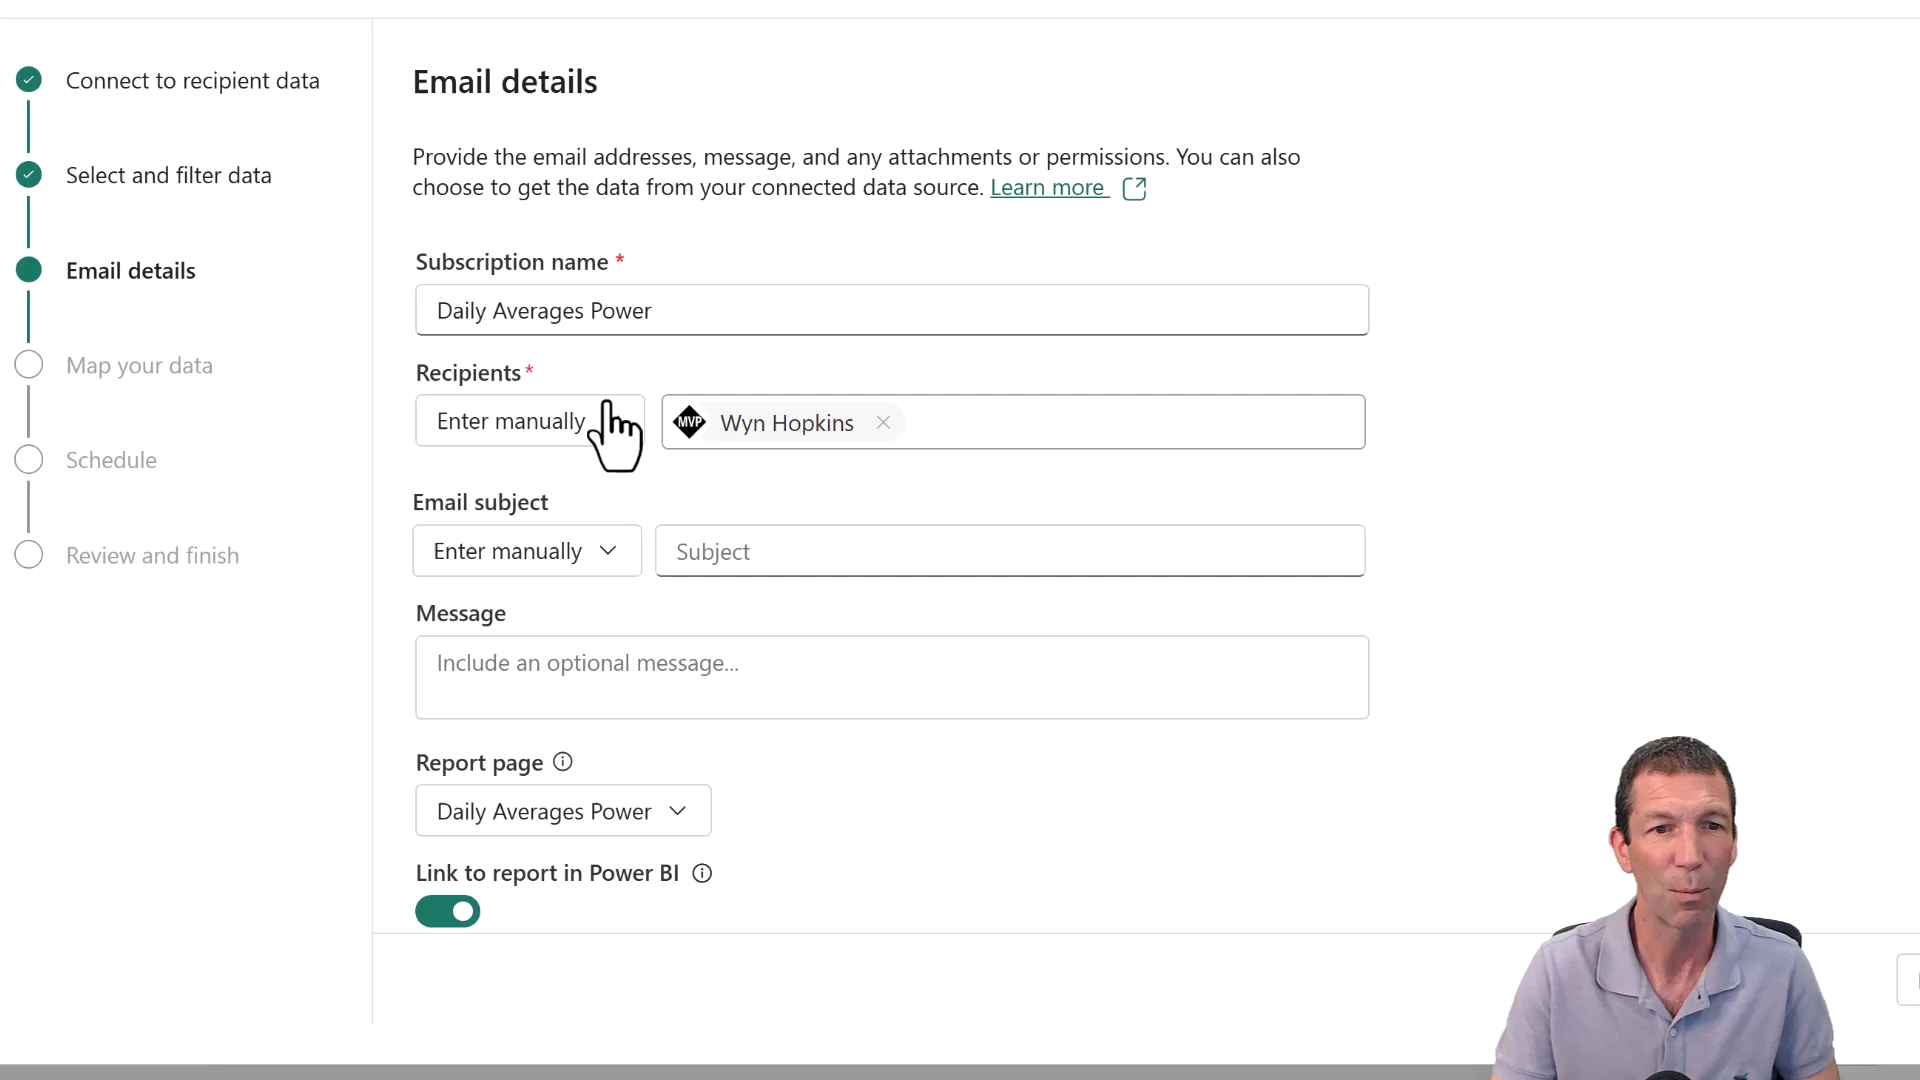 Connect to recipient data
Select and filter data
Email details
Map your data
Schedule
Review and finish
Email details
Provide the email addresses, message, and any attachments or permissions. You can also
choose to get the data from your connected data source. Learn more
Subscription name *
Daily Averages Power
Recipients *
Enter manually
MVP Wyn Hopkins
Email subject
Enter manually
Subject
Message
Include an optional message...
Report page
Daily Averages Power
Link to report in Power BI